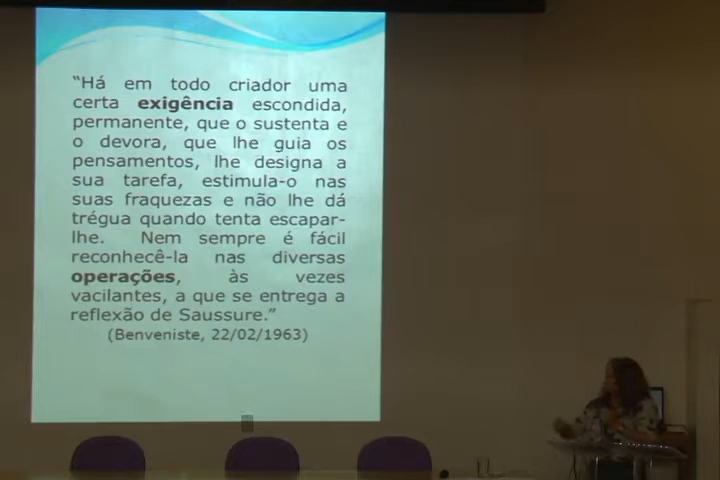 “Há em todo criador uma
certa exigência escondida,
permanente, que o sustenta e
o devora, que lhe guia os
pensamentos, lhe designa a
sua tarefa, estimula-o nas
suas fraquezas e não lhe dá
trégua quando tenta escapar-
lhe. Nem sempre é fácil
reconhecê-la nas diversas
operações, às vezes
vacilantes, a que se entrega a
reflexão de Saussure.”
(Benveniste, 22/02/1963)